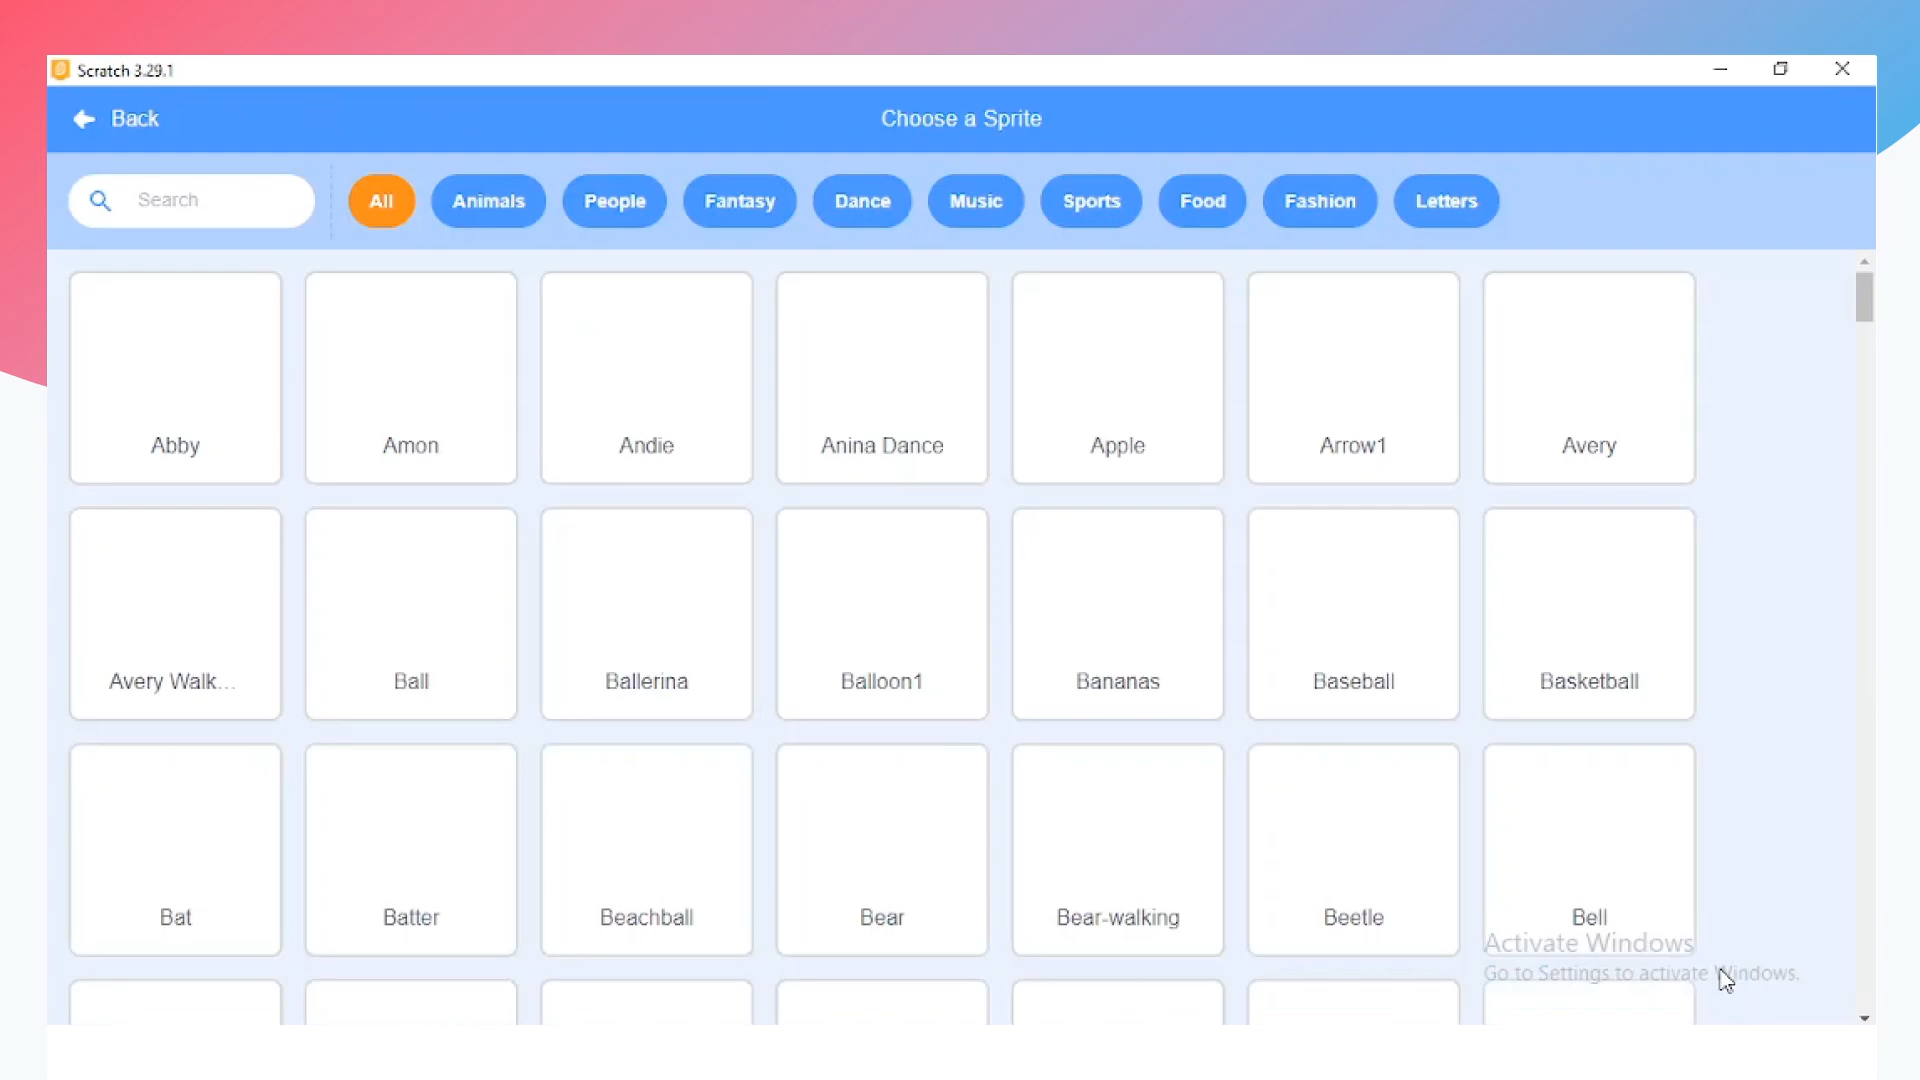 Scratch 3.29.1
Back
Choose a Sprite
Search
All
Animals
People
Fantasy
Dance
Music
Sports
Food
Fashion
Letters
Abby
Amon
Andie
Anina Dance
Apple
Arrow1
Avery
Avery Walk...
Ball
Ballerina
Balloon1
Bananas
Baseball
Basketball
Bat
Batter
Beachball
Bear
Bear-walking
Beetle
Bell
Activate Windows
Go to Settings to activate Windows.